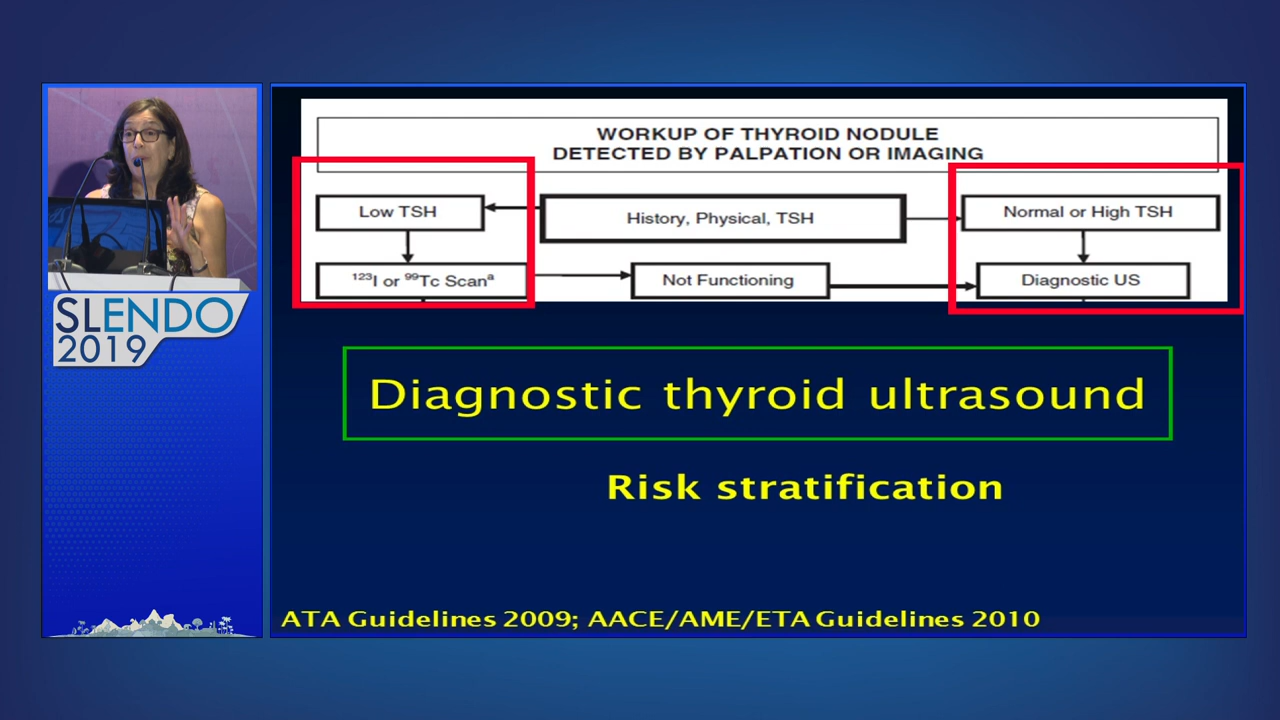 WORKUP OF THYROID NODULE
DETECTED BY PALPATION OR IMAGING
Low TSH
History, Physical, TSH
Normal or High TSH
¹²³I or ⁹⁹Tc Scanᵃ
Not Functioning
Diagnostic US
SLENDO
2019
Diagnostic thyroid ultrasound
Risk stratification
ATA Guidelines 2009; AACE/AME/ETA Guidelines 2010